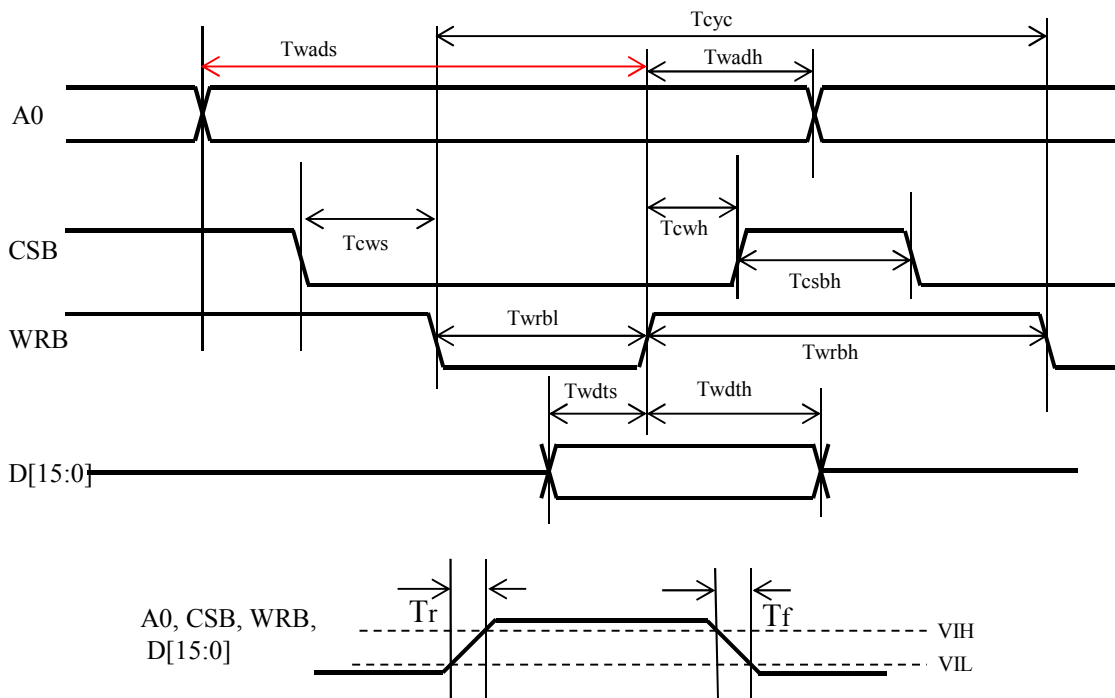 Tcyc
Twads
Twadh
A0
Tcws
Tcwh
CSB
Tcsbh
Twrbl
WRB
Twrbh
Twdts
Twdth
D[15:0]
Tr
Tf
A0, CSB, WRB,
D[15:0]
VIH
VIL